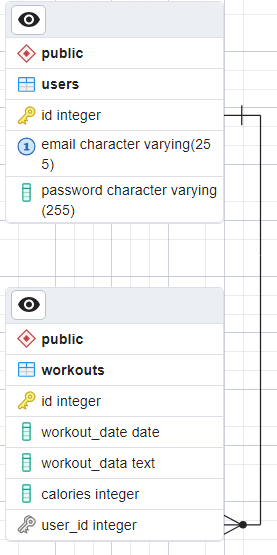 public
users
id integer
email character varying(25
5)
password character varying
(255)
public
workouts
id integer
workout_date date
workout_data text
calories integer
user_id integer